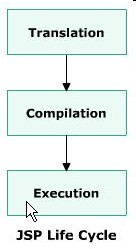 Translation
Compilation
Execution
JSP Life Cycle